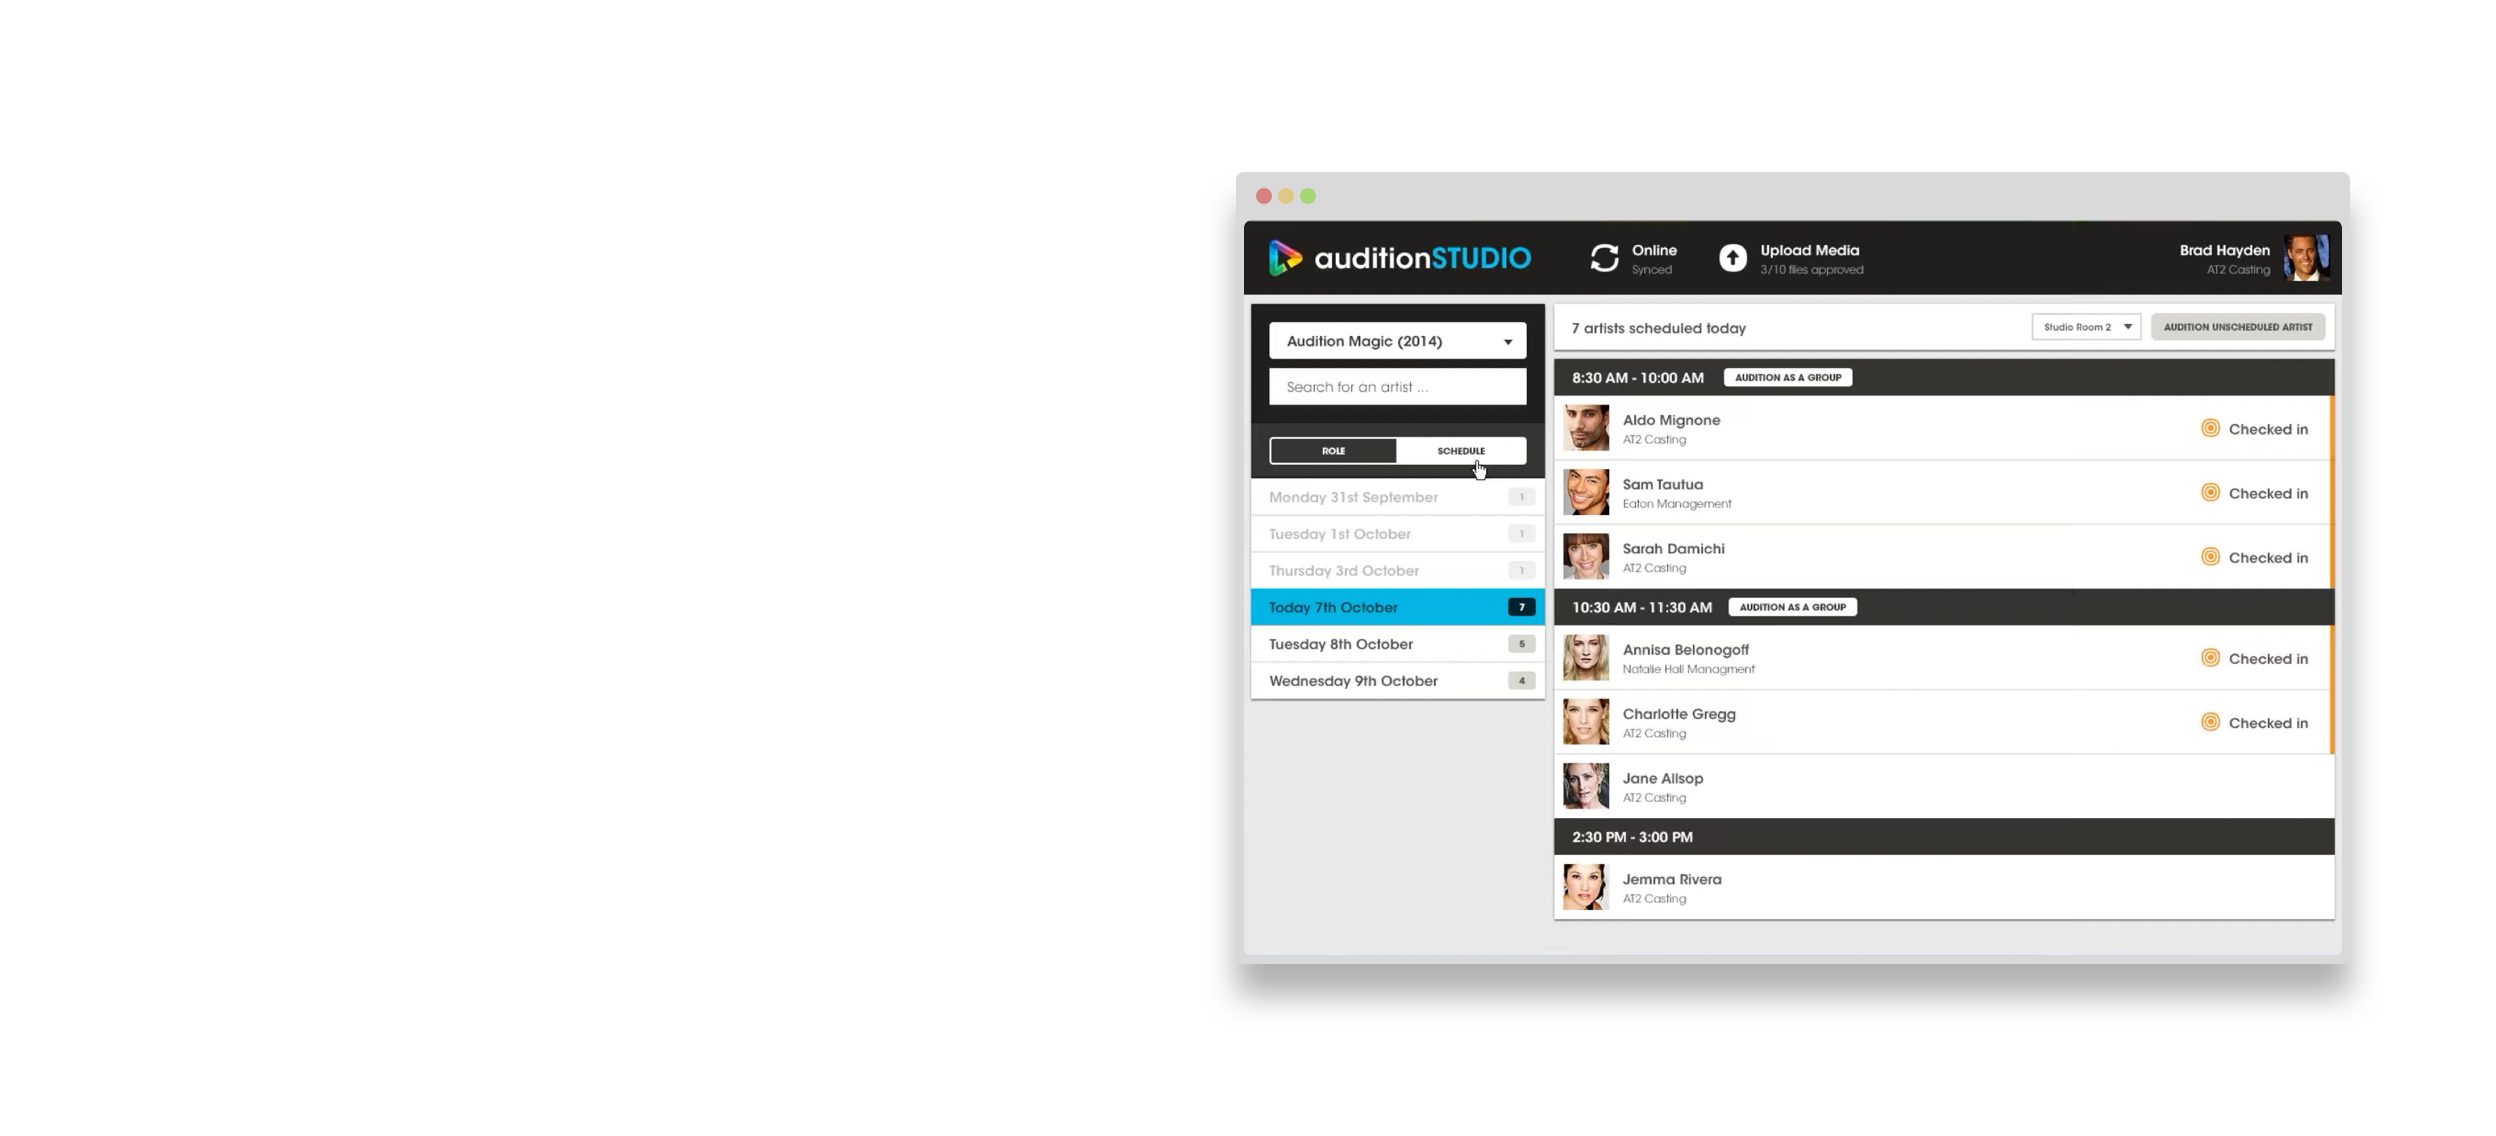 auditionSTUDIO
Online
Synced
Upload Media
3/10 files approved
Brad Hayden
AT2 Casting
Audition Magic (2014)
Search for an artist ...
ROLE
SCHEDULE
Monday 31st September 1
Tuesday 1st October 1
Thursday 3rd October 1
Today 7th October 7
Tuesday 8th October 5
Wednesday 9th October 4
7 artists scheduled today
Studio Room 2
AUDITION UNSCHEDULED ARTIST
8:30 AM - 10:00 AM AUDITION AS A GROUP
Aldo Mignone
AT2 Casting
Checked in
Sam Tautua
Eaton Management
Checked in
Sarah Damichi
AT2 Casting
Checked in
10:30 AM - 11:30 AM AUDITION AS A GROUP
Annisa Belonogoff
Natalie Hall Managment
Checked in
Charlotte Gregg
AT2 Casting
Checked in
Jane Allsop
AT2 Casting
2:30 PM - 3:00 PM
Jemma Rivera
AT2 Casting